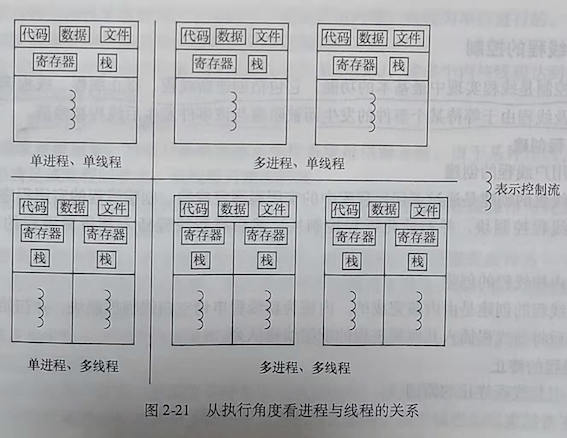 代码 数据 文件
寄存器 栈
单进程、单线程
代码 数据 文件 代码 数据 文件
寄存器 栈 寄存器 栈
多进程、单线程
表示控制流
代码 数据 文件
寄存器 寄存器
栈 栈
单进程、多线程
代码 数据 文件 代码 数据 文件
寄存器 寄存器 寄存器 寄存器
栈 栈 栈 栈
多进程、多线程
图 2-21 从执行角度看进程与线程的关系